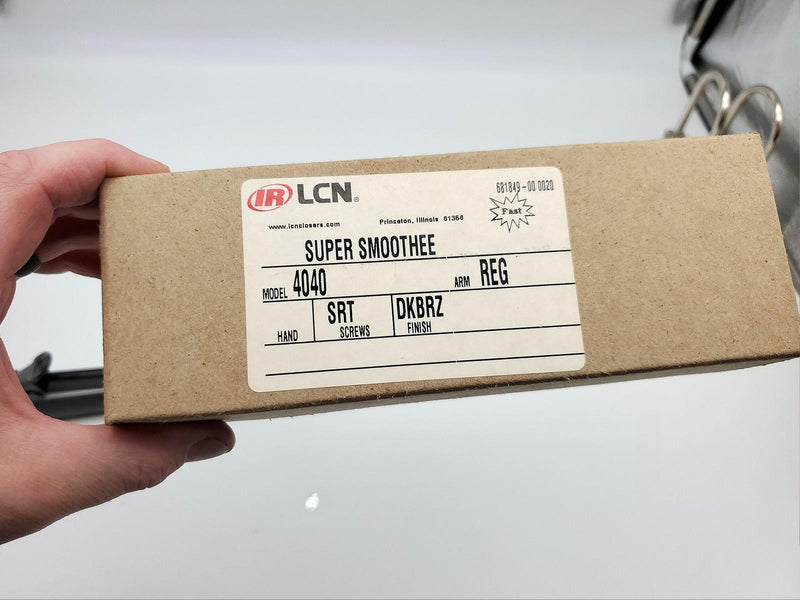 IR LCN®
681849-00 0020
www.lcnclosers.com Princeton, Illinois 61356
Fast
SUPER SMOOTHEE
MODEL 4040 ARM REG
SRT DKBRZ
HAND SCREWS FINISH